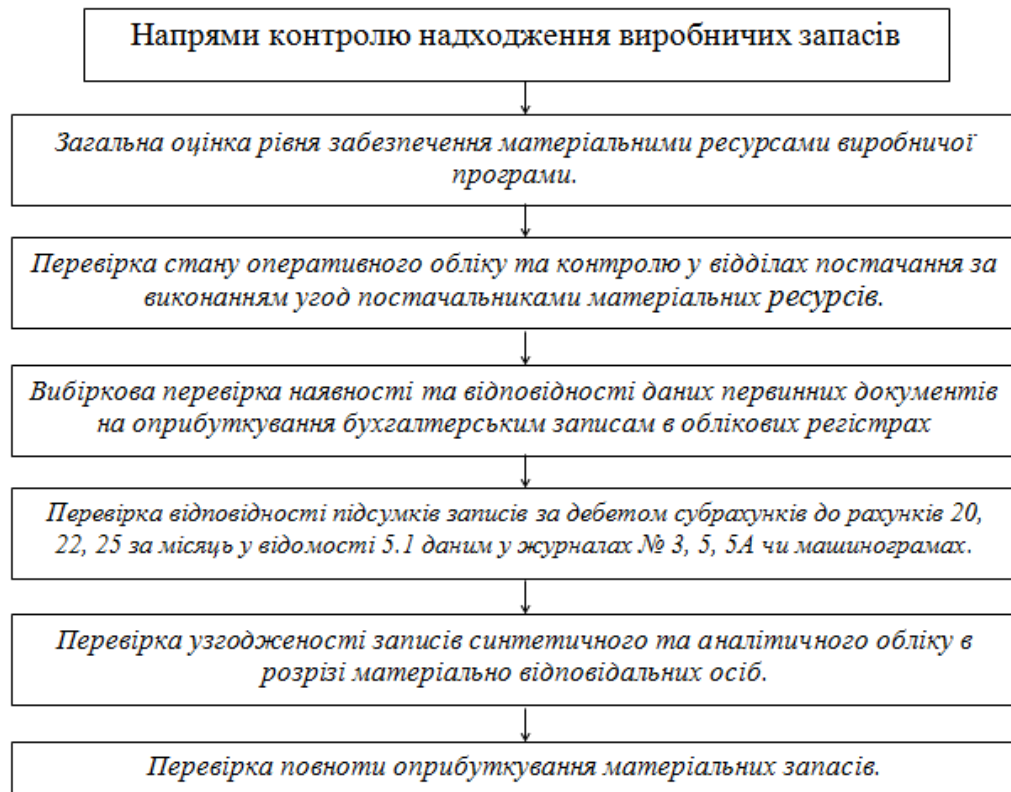 Напрями контролю надходження виробничих запасів
Загальна оцінка рівня забезпечення матеріальними ресурсами виробничої
програми.
Перевірка стану оперативного обліку та контролю у відділах постачання за
виконанням угод постачальниками матеріальних ресурсів.
Вибіркова перевірка наявності та відповідності даних первинних документів
на оприбуткування бухгалтерським записам в облікових регістрах
Перевірка відповідності підсумків записів за дебетом субрахунків до рахунків 20,
22, 25 за місяць у відомості 5.1 даним у журналах № 3, 5, 5А чи машинограмах.
Перевірка узгодженості записів синтетичного та аналітичного обліку в
розрізі матеріально відповідальних осіб.
Перевірка повноти оприбуткування матеріальних запасів.